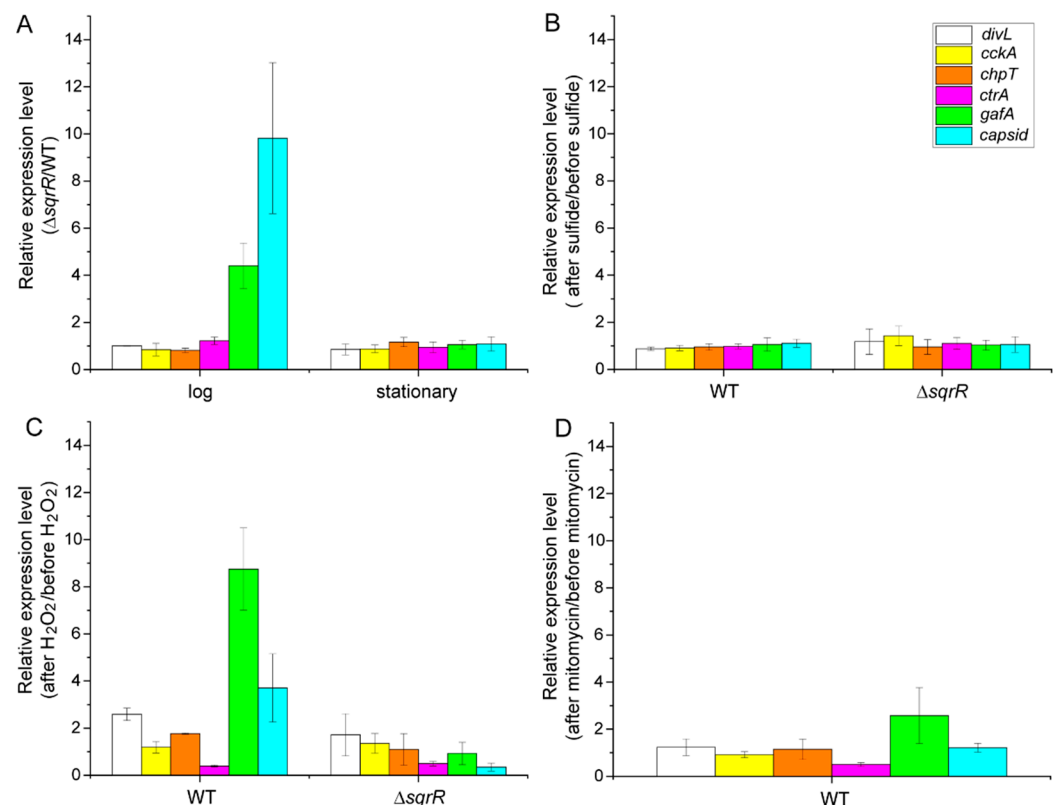 A
Relative expression level
(ΔsqrR/WT)
14
12
10
8
6
4
2
0
log
stationary
B
Relative expression level
( after sulfide/before sulfide)
14
12
10
8
6
4
2
0
WT
ΔsqrR
divL
cckA
chpT
ctrA
gafA
capsid
C
Relative expression level
(after H2O2/before H2O2)
14
12
10
8
6
4
2
0
WT
ΔsqrR
D
Relative expression level
(after mitomycin/before mitomycin)
14
12
10
8
6
4
2
0
WT